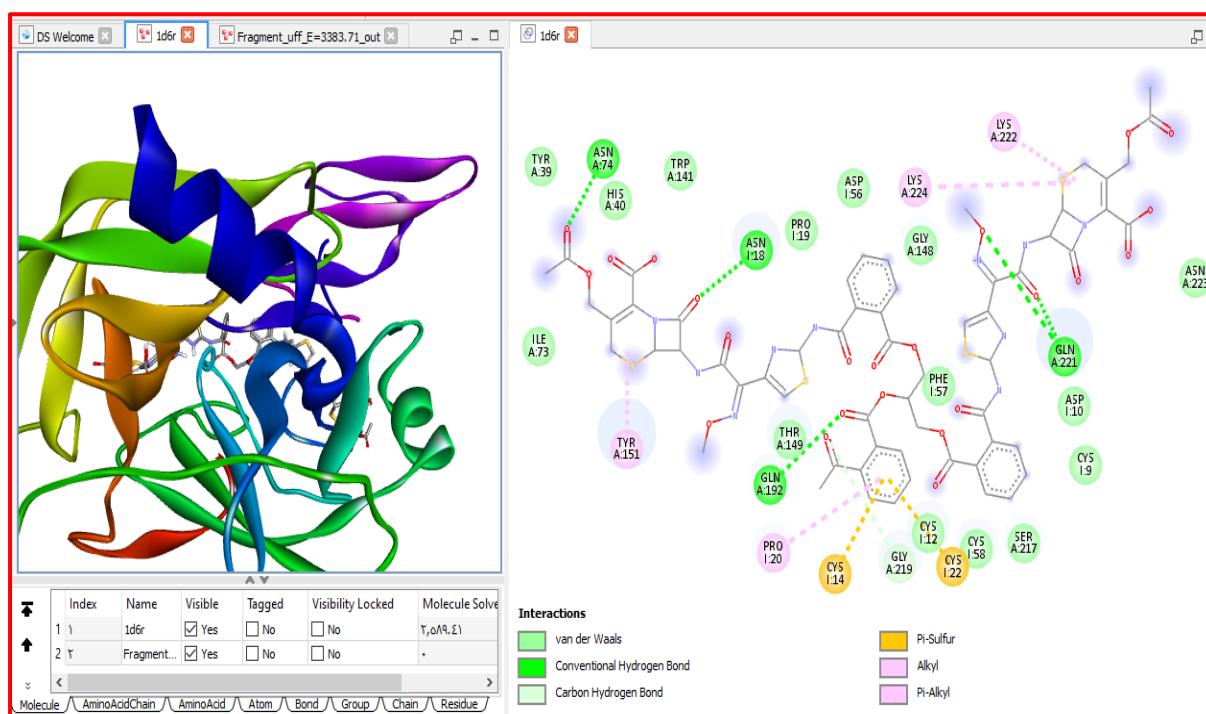 DS Welcome
1d6r
Fragment_uff_E=3383.71_out
1d6r
Index Name Visible Tagged Visibility Locked Molecule Solve
1 ١ 1d6r Yes No No ٢,٥٨٩.٤١
2 ٢ Fragment... Yes No No ٠
Molecule AminoAcidChain AminoAcid Atom Bond Group Chain Residue
LYS
A:222
TYR
A:39
ASN
A:74
TRP
A:141
HIS
A:40
ASP
I:56
LYS
A:224
ASN
I:18
PRO
I:19
GLY
A:148
ASN
A:223
ILE
A:73
GLN
A:221
PHE
I:57
ASP
I:10
TYR
A:151
THR
A:149
GLN
A:192
CYS
I:9
PRO
I:20
CYS
I:14
GLY
A:219
CYS
I:12
CYS
I:22
CYS
I:58
SER
A:217
O
O
O
O
OH
N
O
S
N
O
N
O
N
S
N
N
O
O
O
O
O
O
O
O
O
N
N
S
N
O
N
O
N
O
S
O
OH
O
O
Interactions
van der Waals
Conventional Hydrogen Bond
Carbon Hydrogen Bond
Pi-Sulfur
Alkyl
Pi-Alkyl